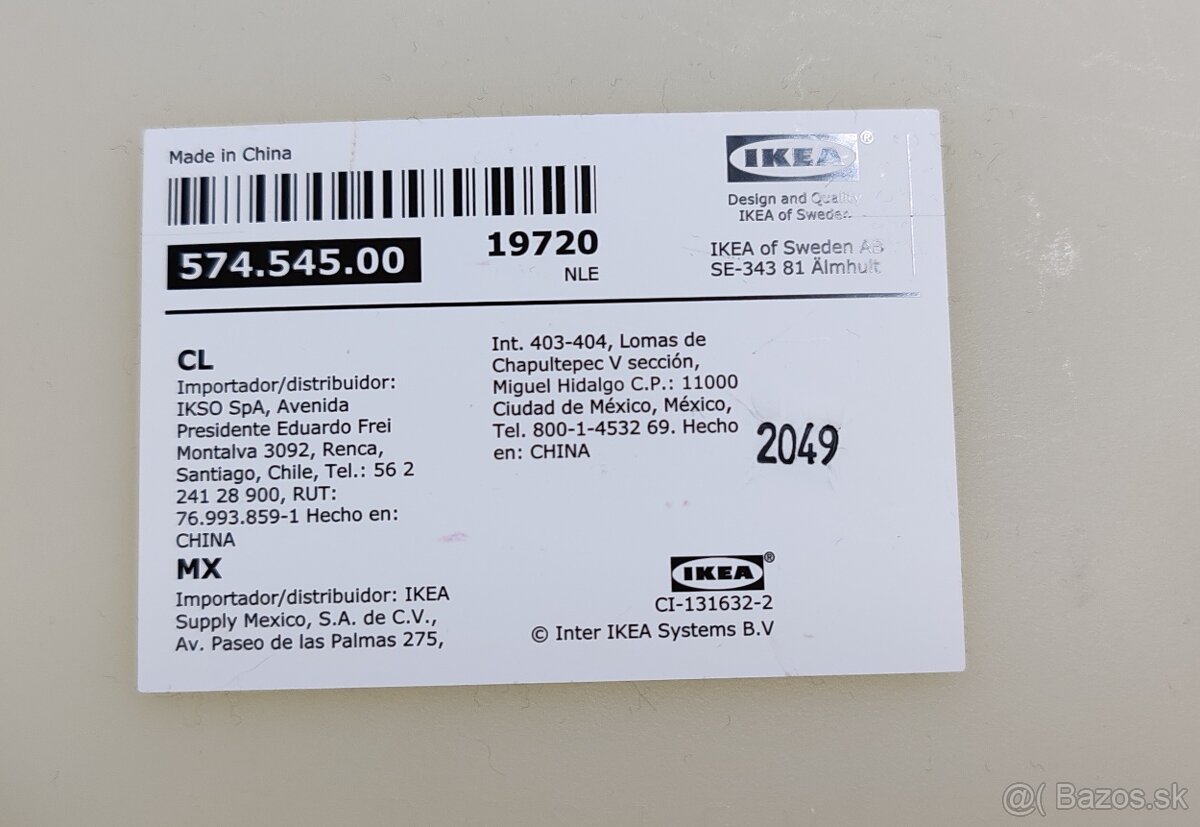 Made in China
574.545.00
19720
NLE
IKEA®
Design and Quality
IKEA of Sweden
IKEA of Sweden AB
SE-343 81 Älmhult
CL
Importador/distribuidor:
IKSO SpA, Avenida
Presidente Eduardo Frei
Montalva 3092, Renca,
Santiago, Chile, Tel.: 56 2
241 28 900, RUT:
76.993.859-1 Hecho en:
CHINA
MX
Importador/distribuidor: IKEA
Supply Mexico, S.A. de C.V.,
Av. Paseo de las Palmas 275,
Int. 403-404, Lomas de
Chapultepec V sección,
Miguel Hidalgo C.P.: 11000
Ciudad de México, México,
Tel. 800-1-4532 69. Hecho
en: CHINA
2049
IKEA®
CI-131632-2
© Inter IKEA Systems B.V
@( Bazos.sk